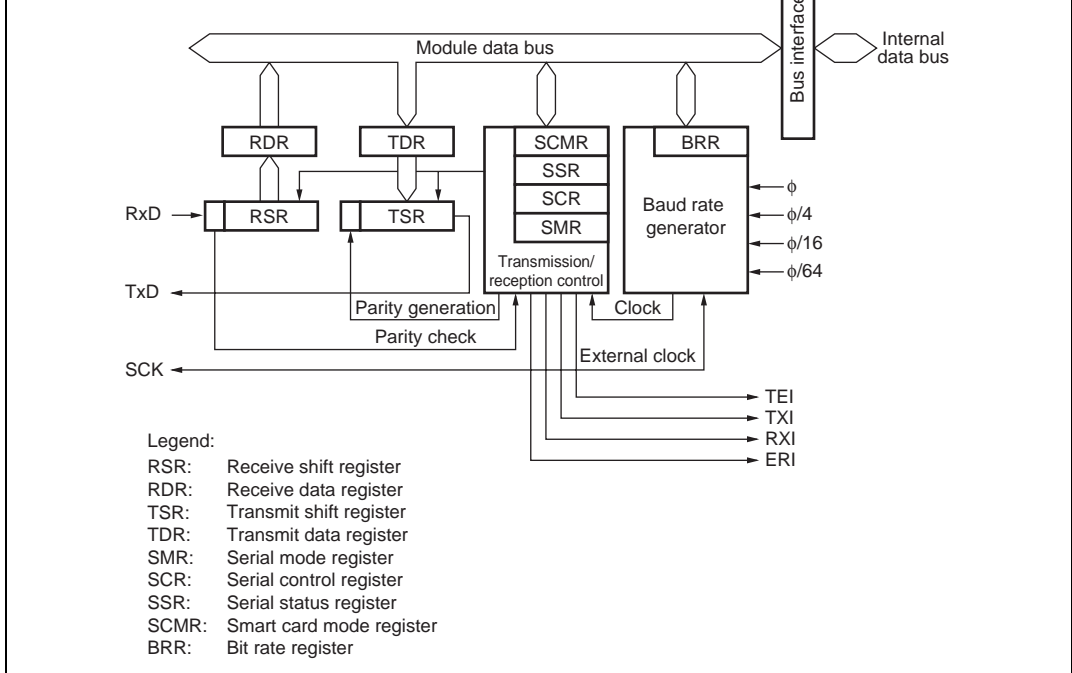 Module data bus
Bus interface
Internal
data bus
RDR
TDR
SCMR
BRR
SSR
SCR
SMR
RxD
RSR
TSR
Baud rate
generator
ϕ
ϕ/4
ϕ/16
ϕ/64
Transmission/
reception control
TxD
Parity generation
Clock
Parity check
External clock
SCK
TEI
TXI
RXI
ERI
Legend:
RSR: Receive shift register
RDR: Receive data register
TSR: Transmit shift register
TDR: Transmit data register
SMR: Serial mode register
SCR: Serial control register
SSR: Serial status register
SCMR: Smart card mode register
BRR: Bit rate register